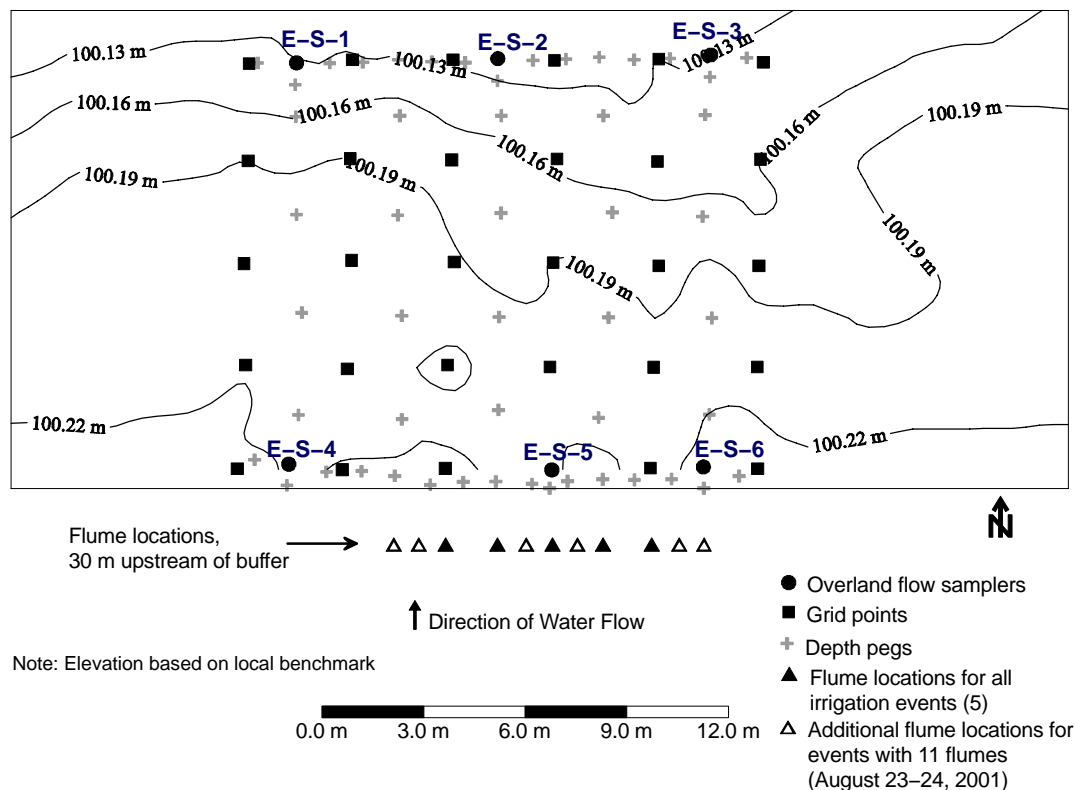 E–S–1
E–S–2
E–S–3
100.13 m
100.13 m
100.13 m
100.16 m
100.16 m
100.16 m
100.16 m
100.19 m
100.19 m
100.19 m
100.19 m
100.19 m
100.22 m
E–S–4
E–S–5
E–S–6
100.22 m
N
Flume locations,
30 m upstream of buffer
Direction of Water Flow
Note: Elevation based on local benchmark
0.0 m
3.0 m
6.0 m
9.0 m
12.0 m
Overland flow samplers
Grid points
Depth pegs
Flume locations for all
irrigation events (5)
Additional flume locations for
events with 11 flumes
(August 23–24, 2001)